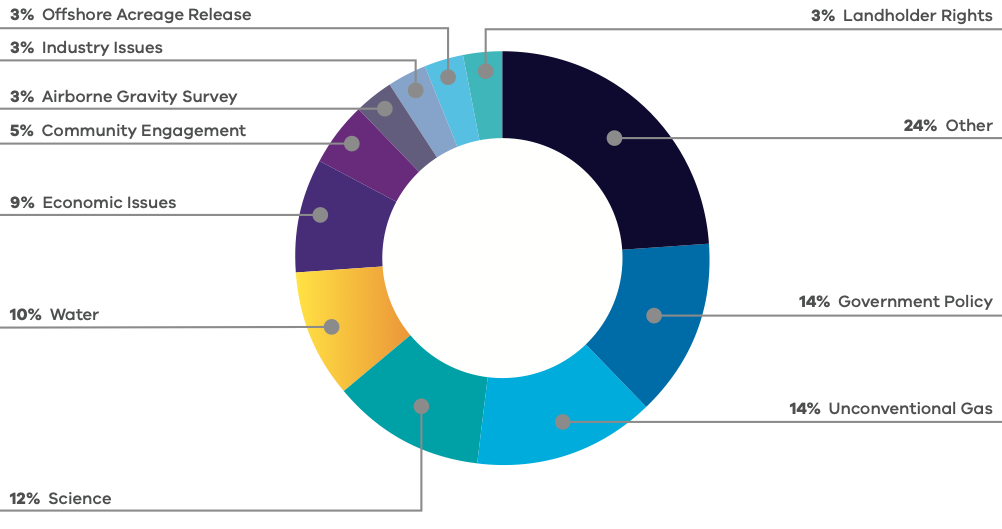 3% Offshore Acreage Release
3% Landholder Rights
3% Industry Issues
3% Airborne Gravity Survey
24% Other
5% Community Engagement
9% Economic Issues
14% Government Policy
10% Water
14% Unconventional Gas
12% Science